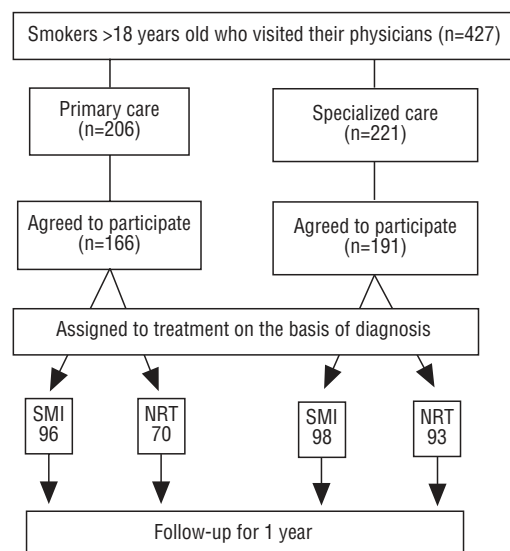 Smokers >18 years old who visited their physicians (n=427)
Primary care
(n=206)
Specialized care
(n=221)
Agreed to participate
(n=166)
Agreed to participate
(n=191)
Assigned to treatment on the basis of diagnosis
SMI
96
NRT
70
SMI
98
NRT
93
Follow-up for 1 year